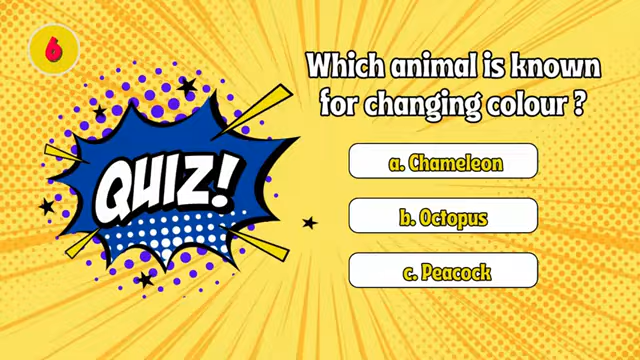 6
Which animal is known
for changing colour ?
QUIZ!
a. Chameleon
b. Octopus
c. Peacock